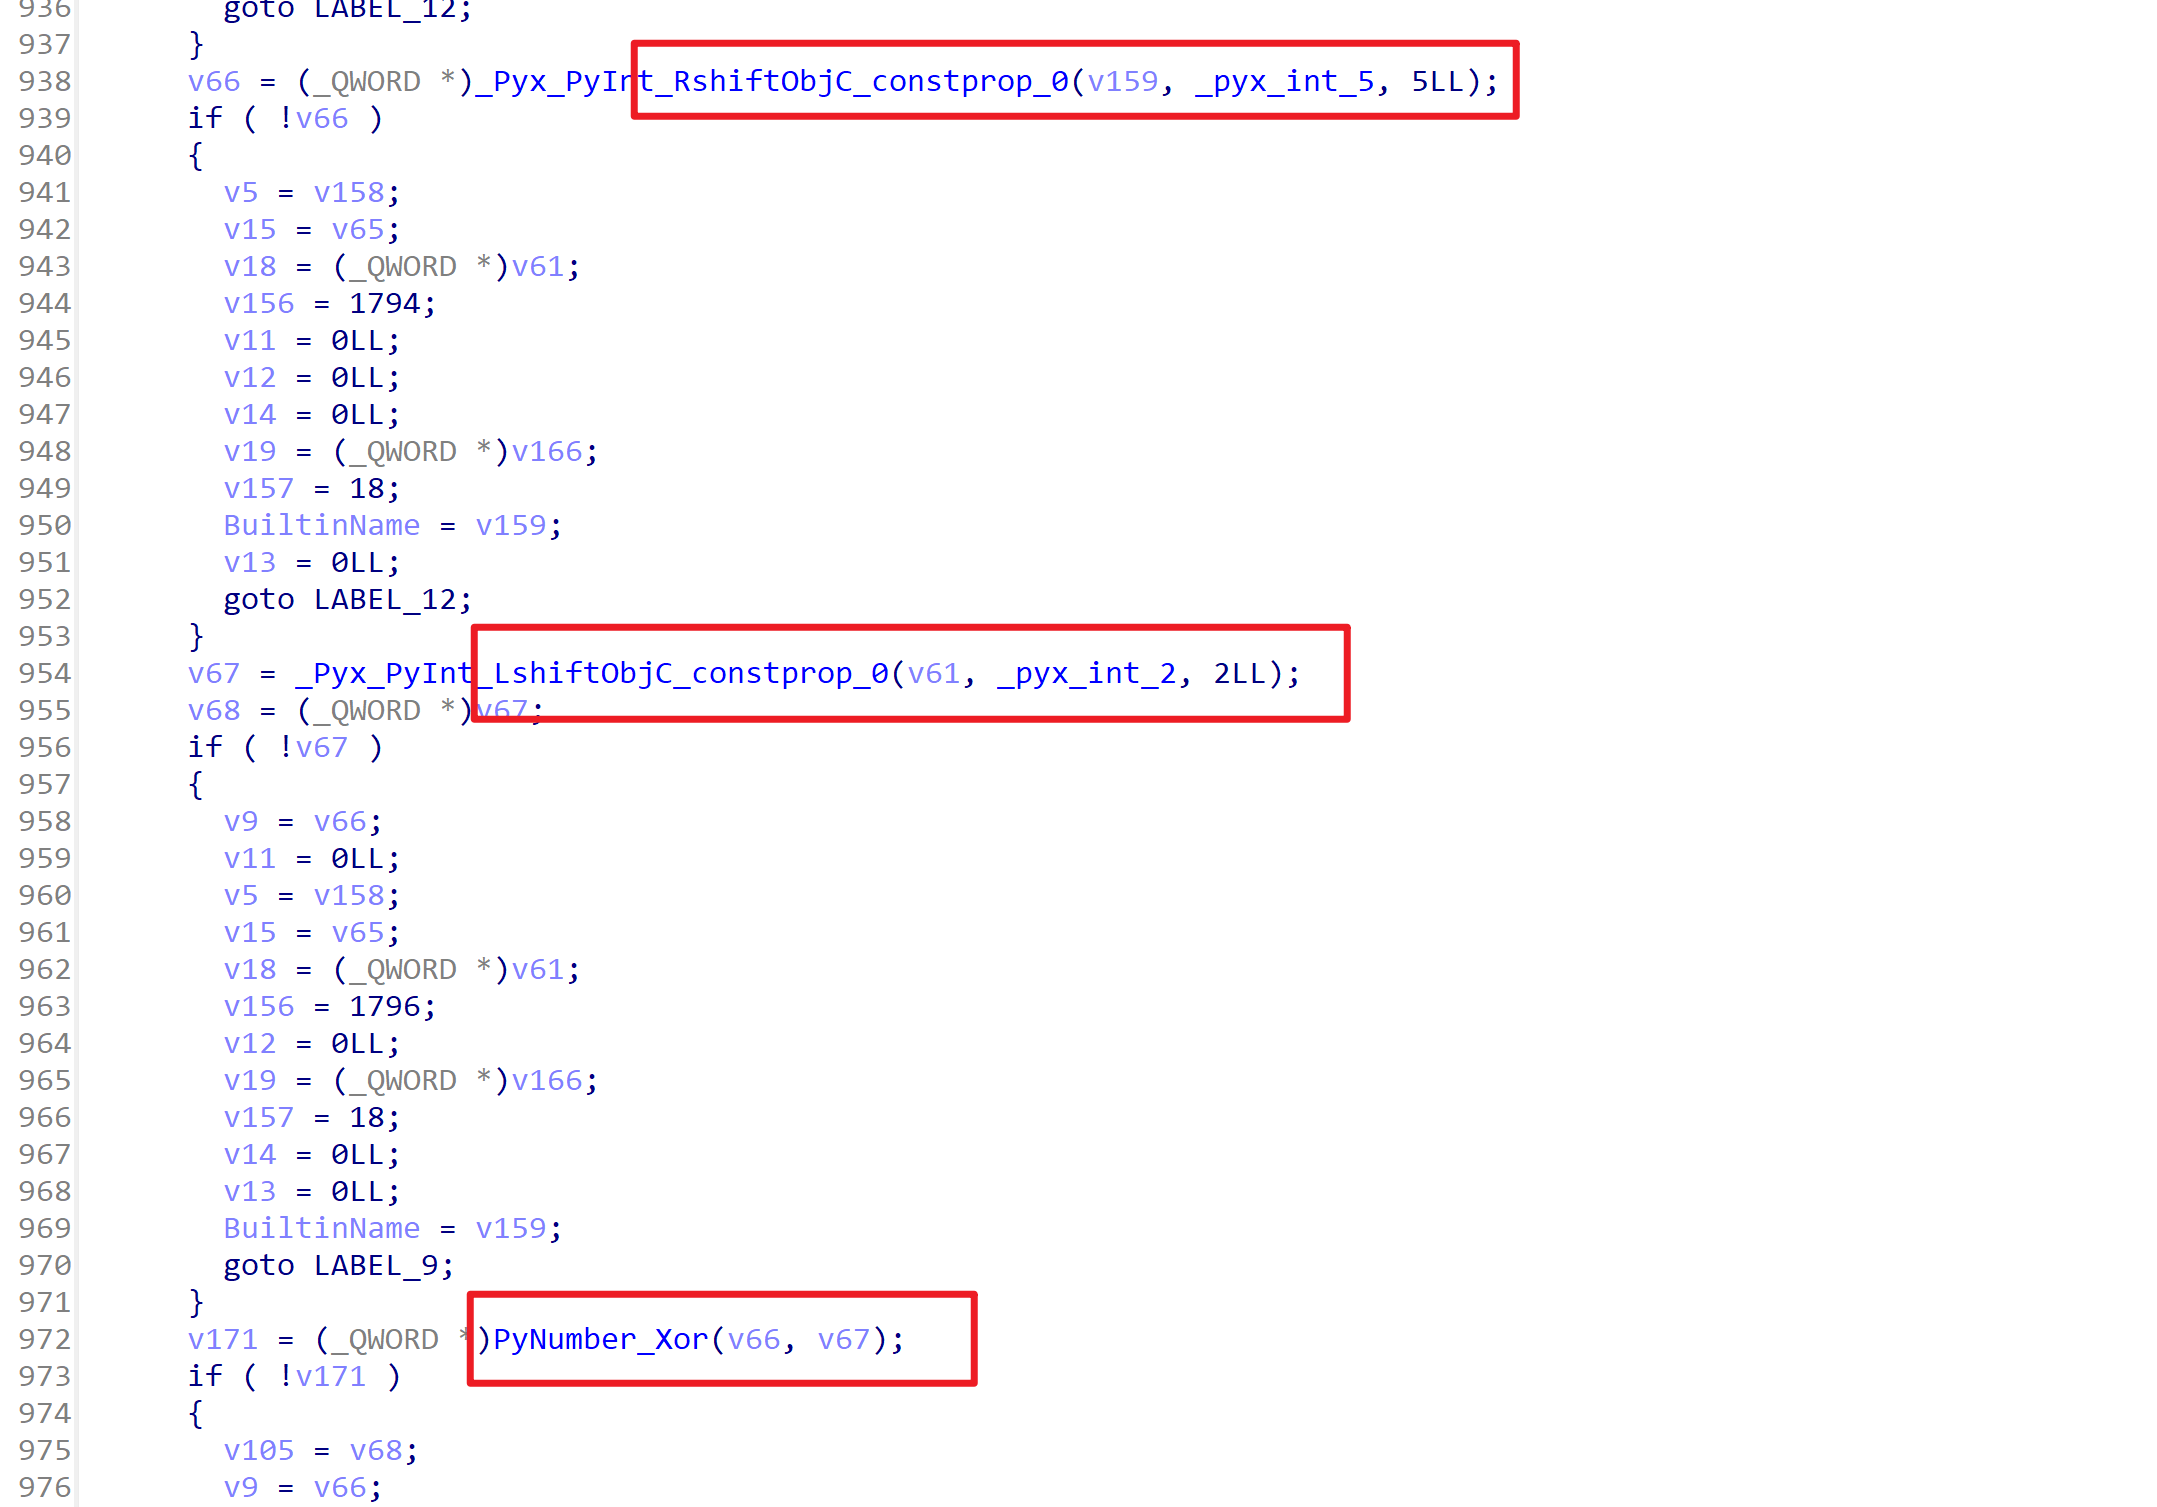 936 goto LABEL_12;
937 }
938 v66 = (_QWORD *)_Pyx_PyInt_RshiftObjC_constprop_0(v159, _pyx_int_5, 5LL);
939 if ( !v66 )
940 {
941 v5 = v158;
942 v15 = v65;
943 v18 = (_QWORD *)v61;
944 v156 = 1794;
945 v11 = 0LL;
946 v12 = 0LL;
947 v14 = 0LL;
948 v19 = (_QWORD *)v166;
949 v157 = 18;
950 BuiltinName = v159;
951 v13 = 0LL;
952 goto LABEL_12;
953 }
954 v67 = _Pyx_PyInt_LshiftObjC_constprop_0(v61, _pyx_int_2, 2LL);
955 v68 = (_QWORD *)v67;
956 if ( !v67 )
957 {
958 v9 = v66;
959 v11 = 0LL;
960 v5 = v158;
961 v15 = v65;
962 v18 = (_QWORD *)v61;
963 v156 = 1796;
964 v12 = 0LL;
965 v19 = (_QWORD *)v166;
966 v157 = 18;
967 v14 = 0LL;
968 v13 = 0LL;
969 BuiltinName = v159;
970 goto LABEL_9;
971 }
972 v171 = (_QWORD *)PyNumber_Xor(v66, v67);
973 if ( !v171 )
974 {
975 v105 = v68;
976 v9 = v66;